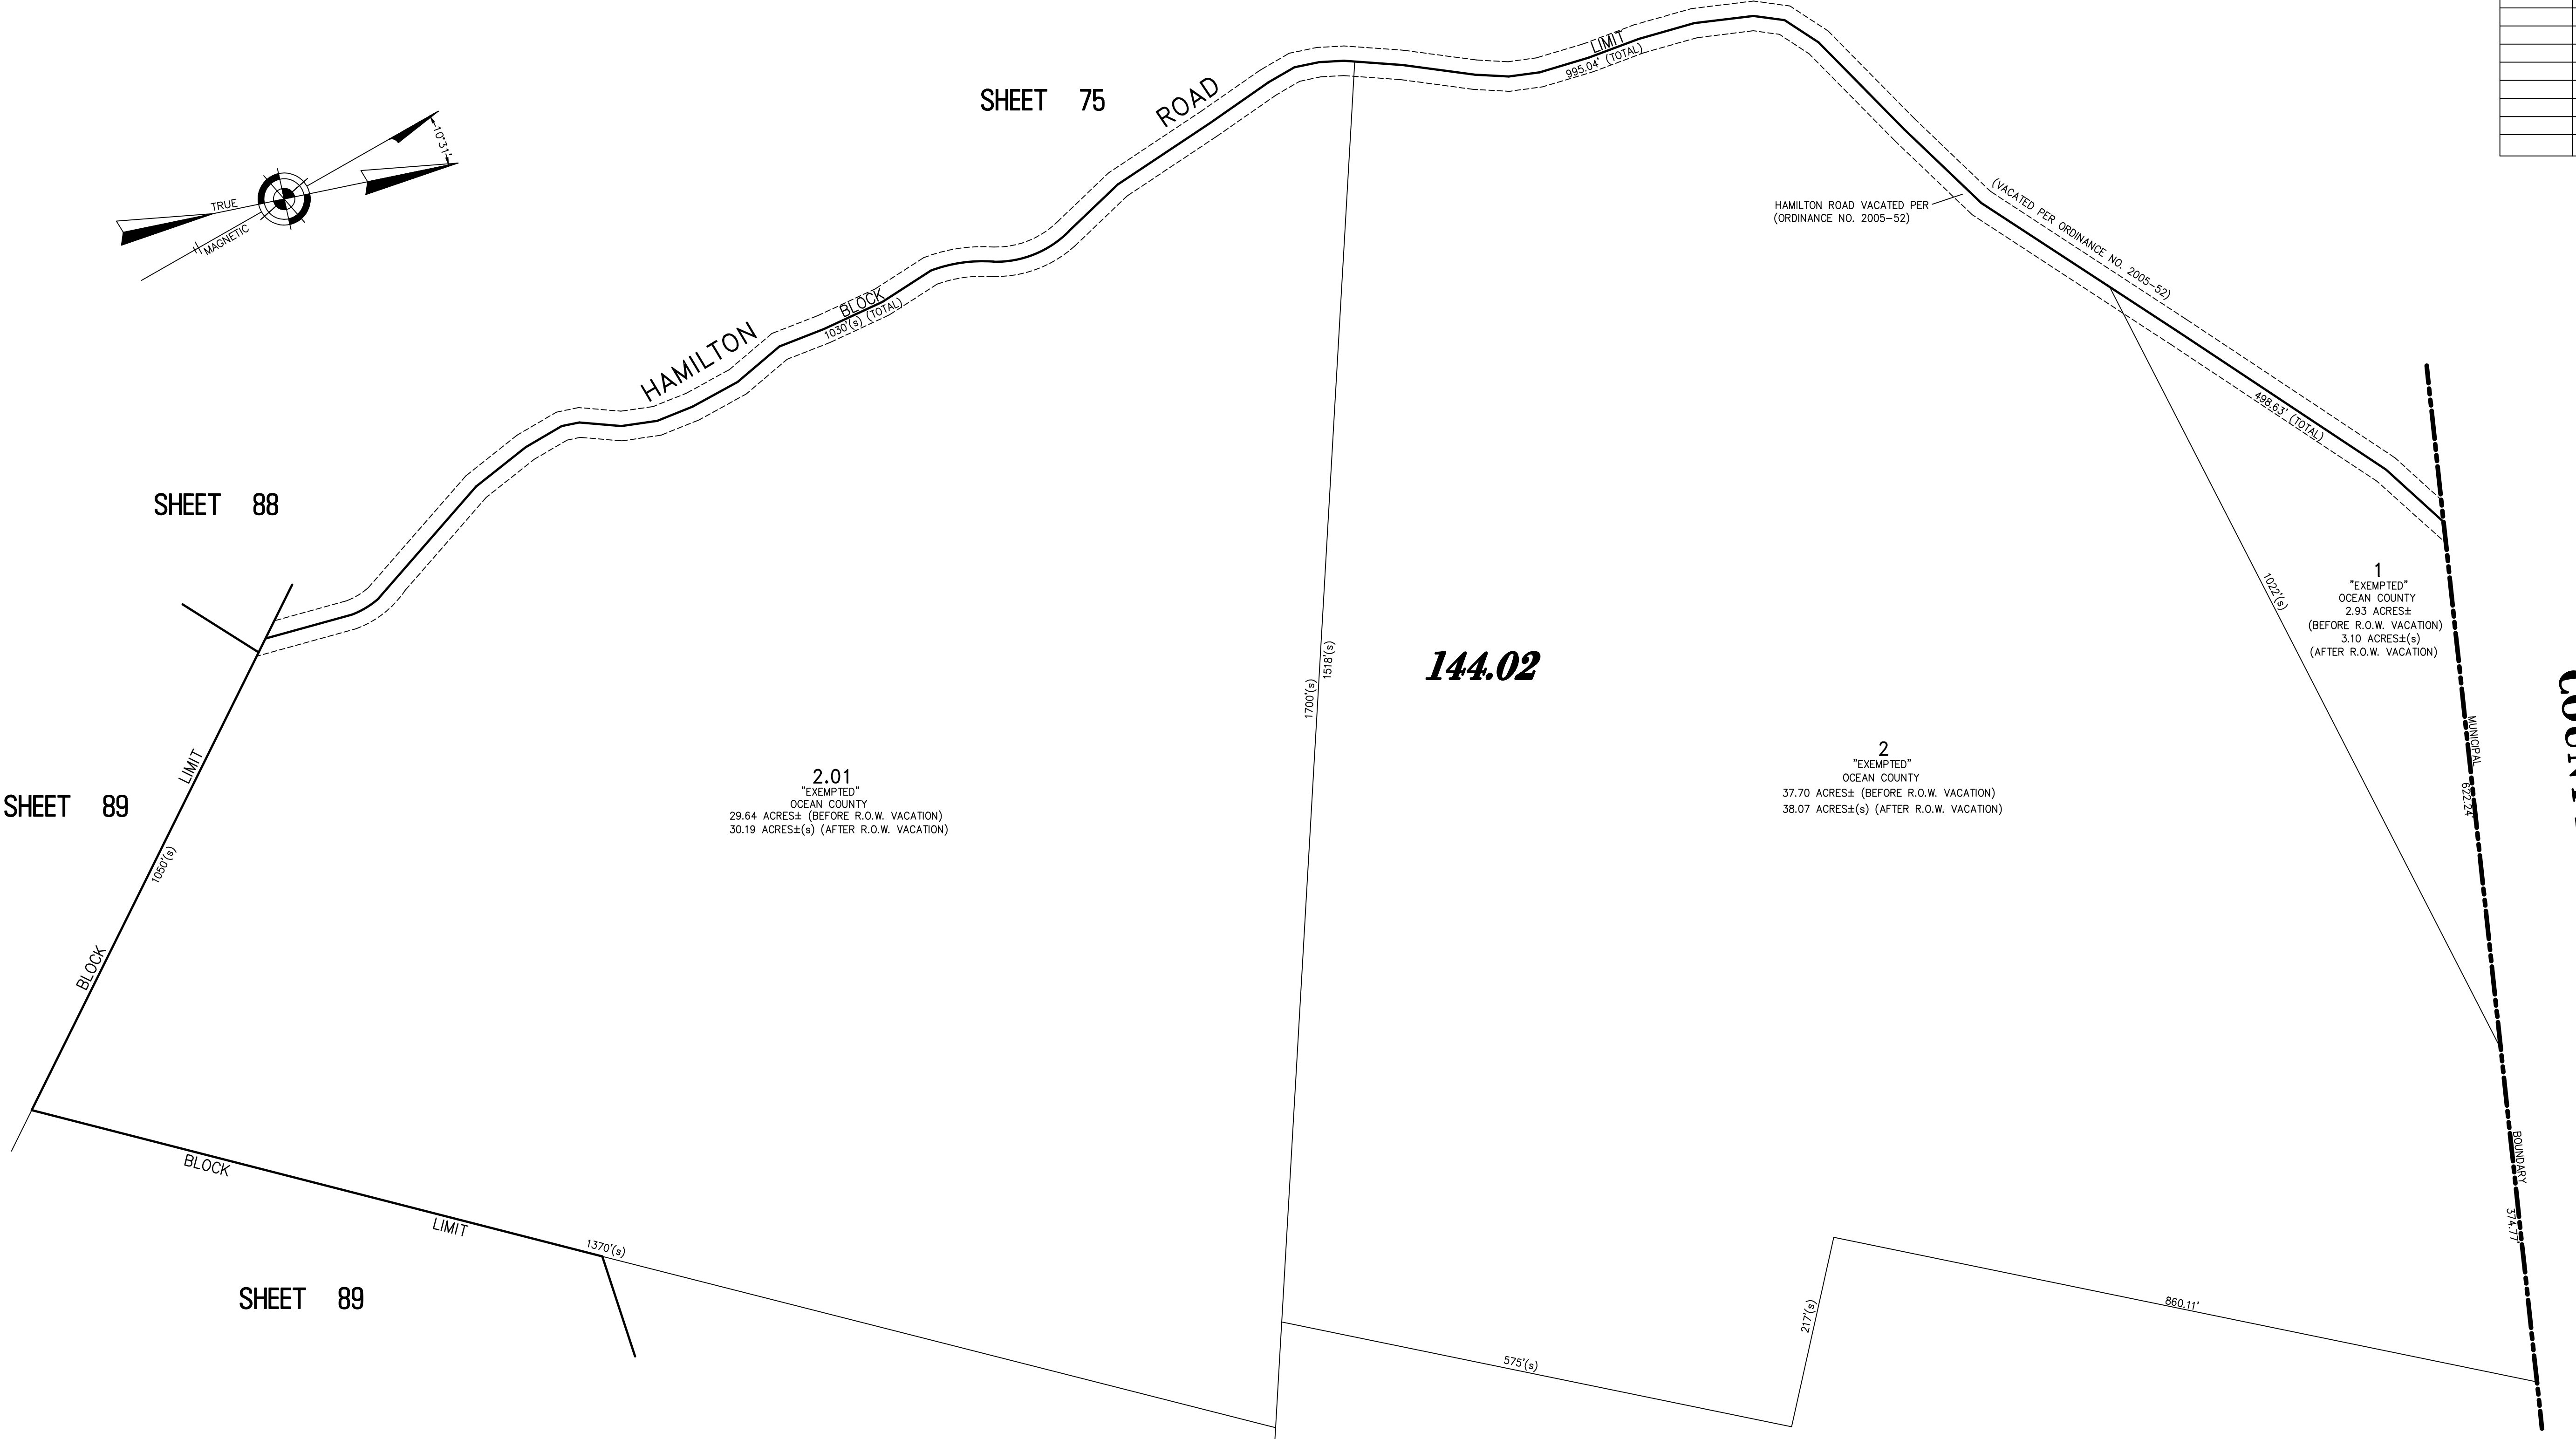 SHEET 75
ROAD
LIMIT
995.04' (TOTAL)
10°31'
TRUE
MAGNETIC
HAMILTON ROAD VACATED PER
(ORDINANCE NO. 2005-52)
(VACATED PER ORDINANCE NO. 2005-52)
HAMILTON
BLOCK
1030'(s) (TOTAL)
498.63' (TOTAL)
SHEET 88
1022'(s)
1
"EXEMPTED"
OCEAN COUNTY
2.93 ACRES±
(BEFORE R.O.W. VACATION)
3.10 ACRES±(s)
(AFTER R.O.W. VACATION)
144.02
1518'(s)
1700'(s)
MUNICIPAL
622.24'
2
"EXEMPTED"
OCEAN COUNTY
37.70 ACRES± (BEFORE R.O.W. VACATION)
38.07 ACRES±(s) (AFTER R.O.W. VACATION)
2.01
"EXEMPTED"
OCEAN COUNTY
29.64 ACRES± (BEFORE R.O.W. VACATION)
30.19 ACRES±(s) (AFTER R.O.W. VACATION)
LIMIT
SHEET 89
1050'(s)
BLOCK
BLOCK
LIMIT
1370'(s)
SHEET 89
BOUNDARY
374.77'
860.11'
217'(s)
575'(s)